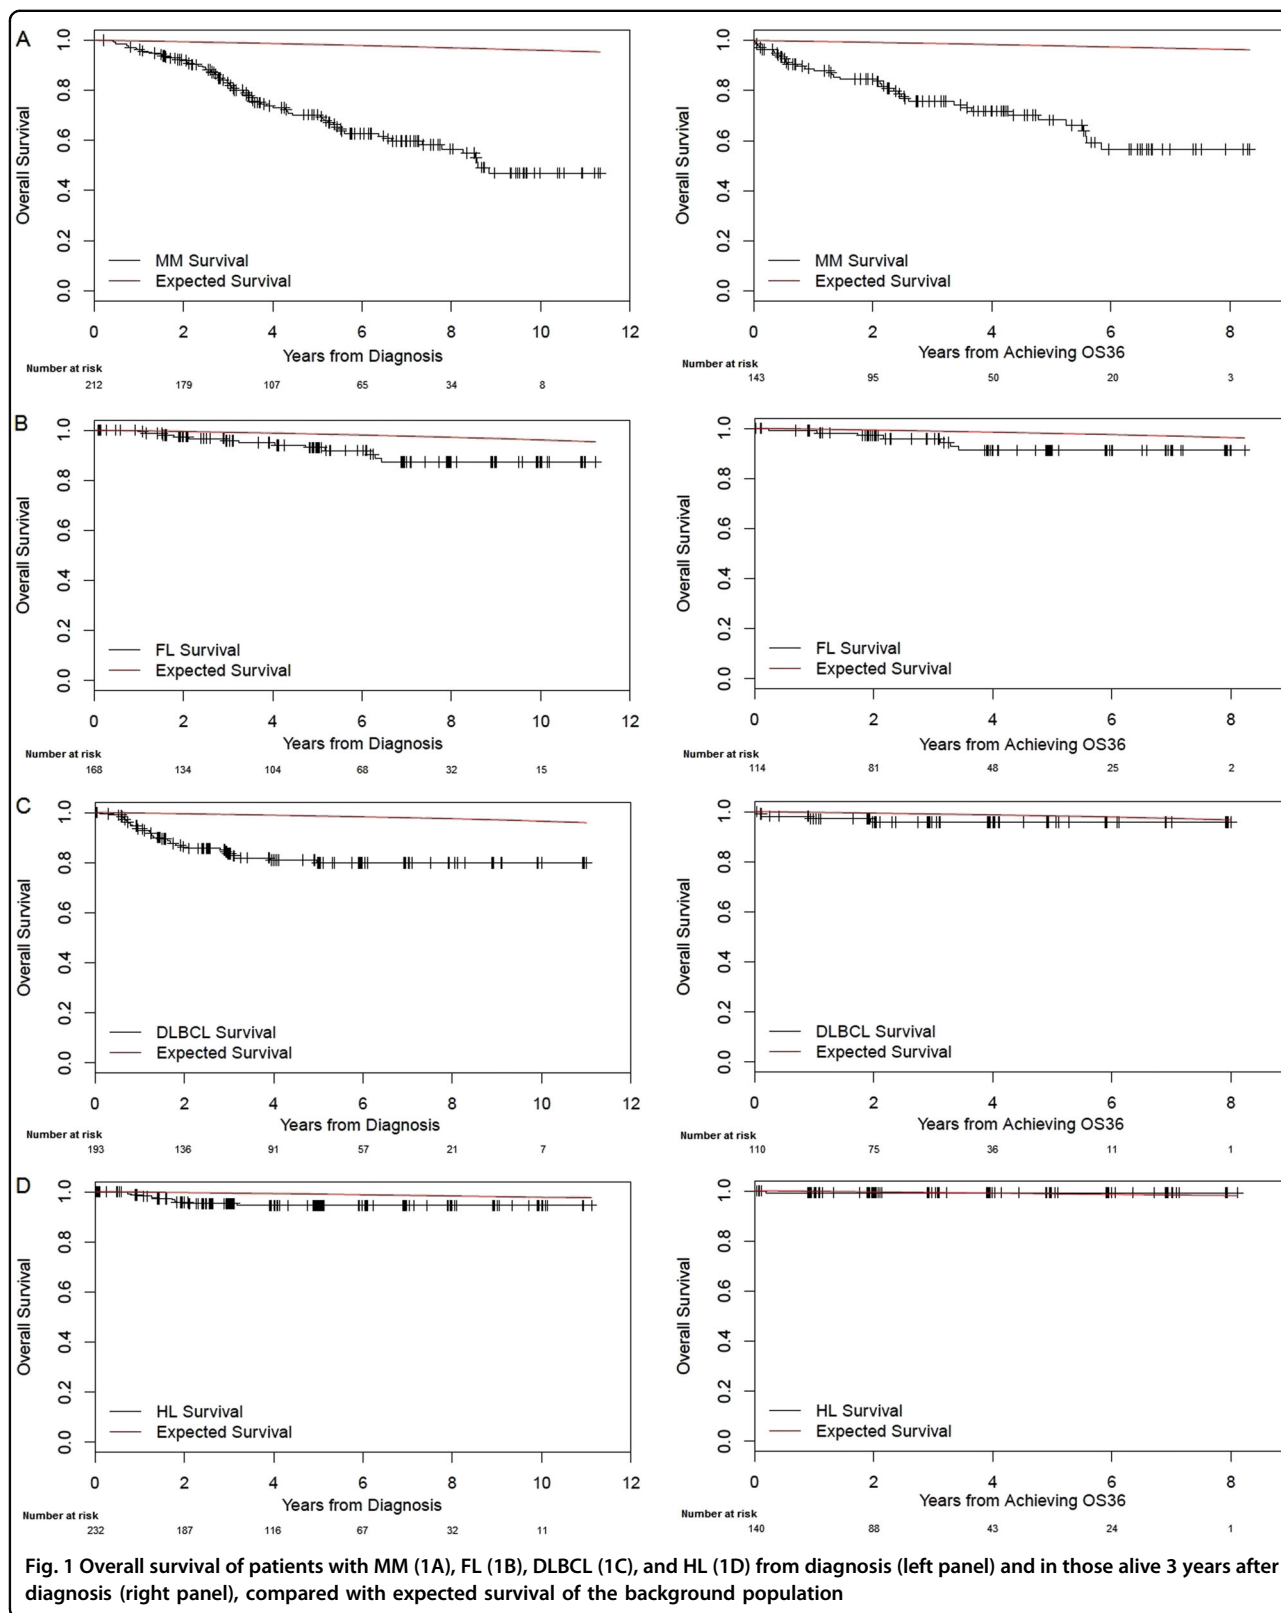 A
Overall Survival
1.0
0.8
0.6
0.4
0.2
0.0
MM Survival
Expected Survival
0 2 4 6 8 10 12
Years from Diagnosis
Number at risk
212 179 107 65 34 8
Overall Survival
1.0
0.8
0.6
0.4
0.2
0.0
MM Survival
Expected Survival
0 2 4 6 8
Years from Achieving OS36
Number at risk
143 95 50 20 3
B
Overall Survival
1.0
0.8
0.6
0.4
0.2
0.0
FL Survival
Expected Survival
0 2 4 6 8 10 12
Years from Diagnosis
Number at risk
168 134 104 68 32 15
Overall Survival
1.0
0.8
0.6
0.4
0.2
0.0
FL Survival
Expected Survival
0 2 4 6 8
Years from Achieving OS36
Number at risk
114 81 48 25 2
C
Overall Survival
1.0
0.8
0.6
0.4
0.2
0.0
DLBCL Survival
Expected Survival
0 2 4 6 8 10 12
Years from Diagnosis
Number at risk
193 136 91 57 21 7
Overall Survival
1.0
0.8
0.6
0.4
0.2
0.0
DLBCL Survival
Expected Survival
0 2 4 6 8
Years from Achieving OS36
Number at risk
110 75 36 11 1
D
Overall Survival
1.0
0.8
0.6
0.4
0.2
0.0
HL Survival
Expected Survival
0 2 4 6 8 10 12
Years from Diagnosis
Number at risk
232 187 116 67 32 11
Overall Survival
1.0
0.8
0.6
0.4
0.2
0.0
HL Survival
Expected Survival
0 2 4 6 8
Years from Achieving OS36
Number at risk
140 88 43 24 1
Fig. 1 Overall survival of patients with MM (1A), FL (1B), DLBCL (1C), and HL (1D) from diagnosis (left panel) and in those alive 3 years after
diagnosis (right panel), compared with expected survival of the background population